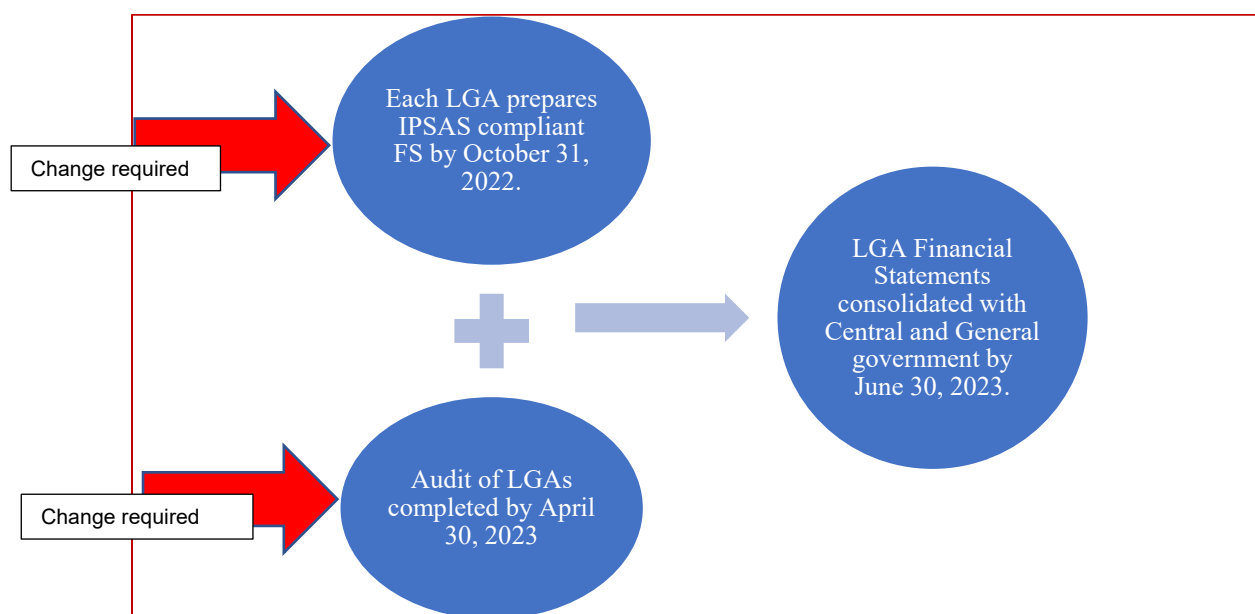 Each LGA prepares
IPSAS compliant
FS by October 31,
2022.
Change required
LGA Financial
Statements
consolidated with
Central and General
government by
June 30, 2023.
Audit of LGAs
completed by April
30, 2023
Change required